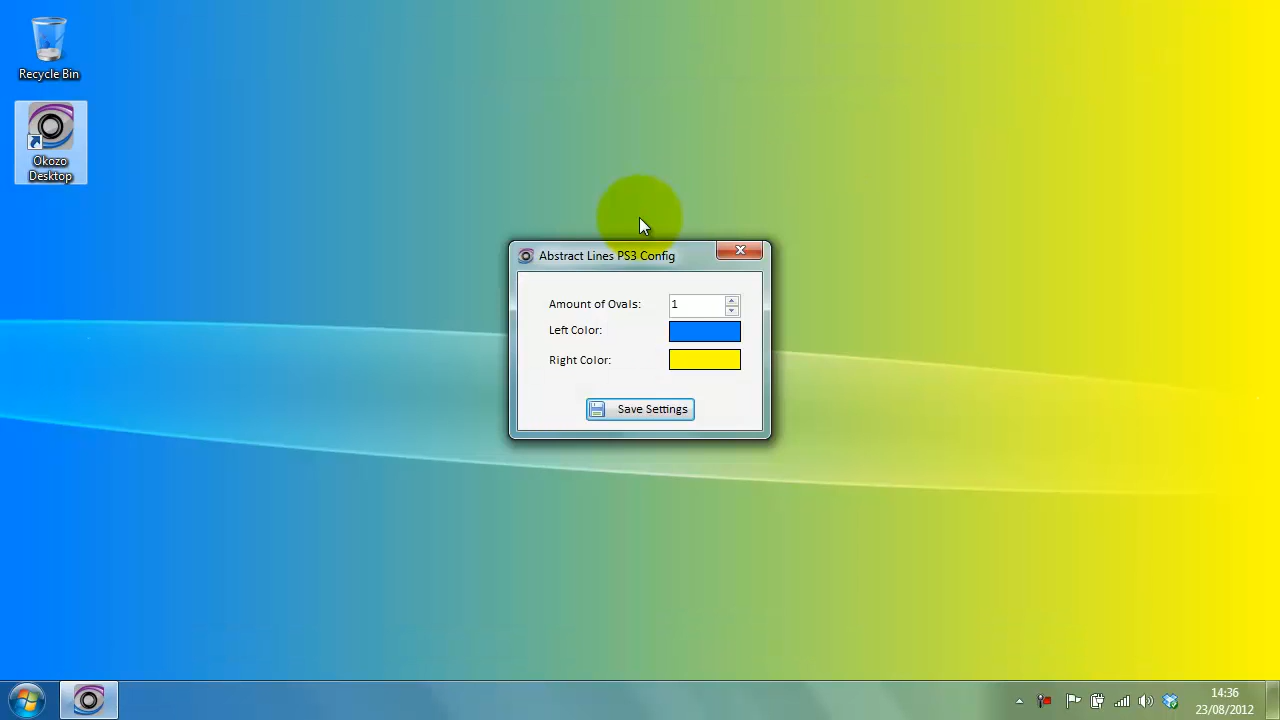 Recycle Bin
Okozo
Desktop
Abstract Lines PS3 Config
Amount of Ovals: 1
Left Color:
Right Color:
Save Settings
14:36
23/08/2012